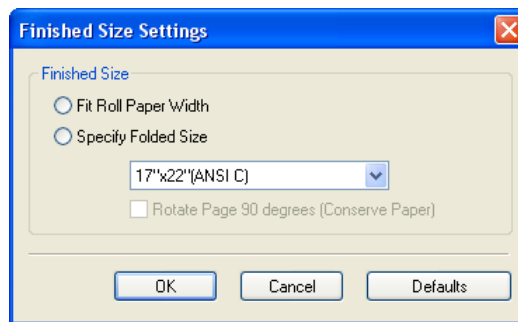 Finished Size Settings
Finished Size
Fit Roll Paper Width
Specify Folded Size
17"x22"(ANSI C)
Rotate Page 90 degrees (Conserve Paper)
OK Cancel Defaults